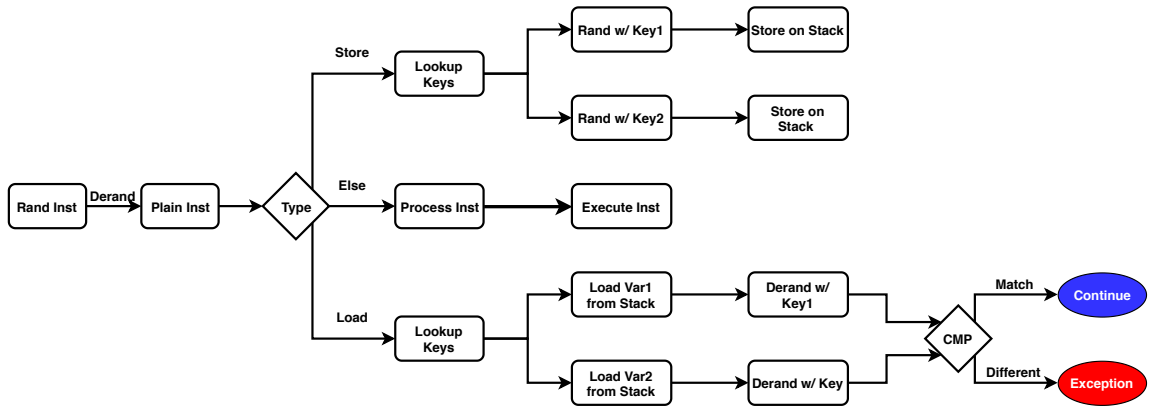 Rand w/ Key1
Store on Stack
Store
Lookup
Keys
Rand w/ Key2
Store on
Stack
Rand Inst
Derand
Plain Inst
Type
Else
Process Inst
Execute Inst
Load
Lookup
Keys
Load Var1
from Stack
Derand w/
Key1
Match
Continue
CMP
Load Var2
from Stack
Derand w/ Key
Different
Exception